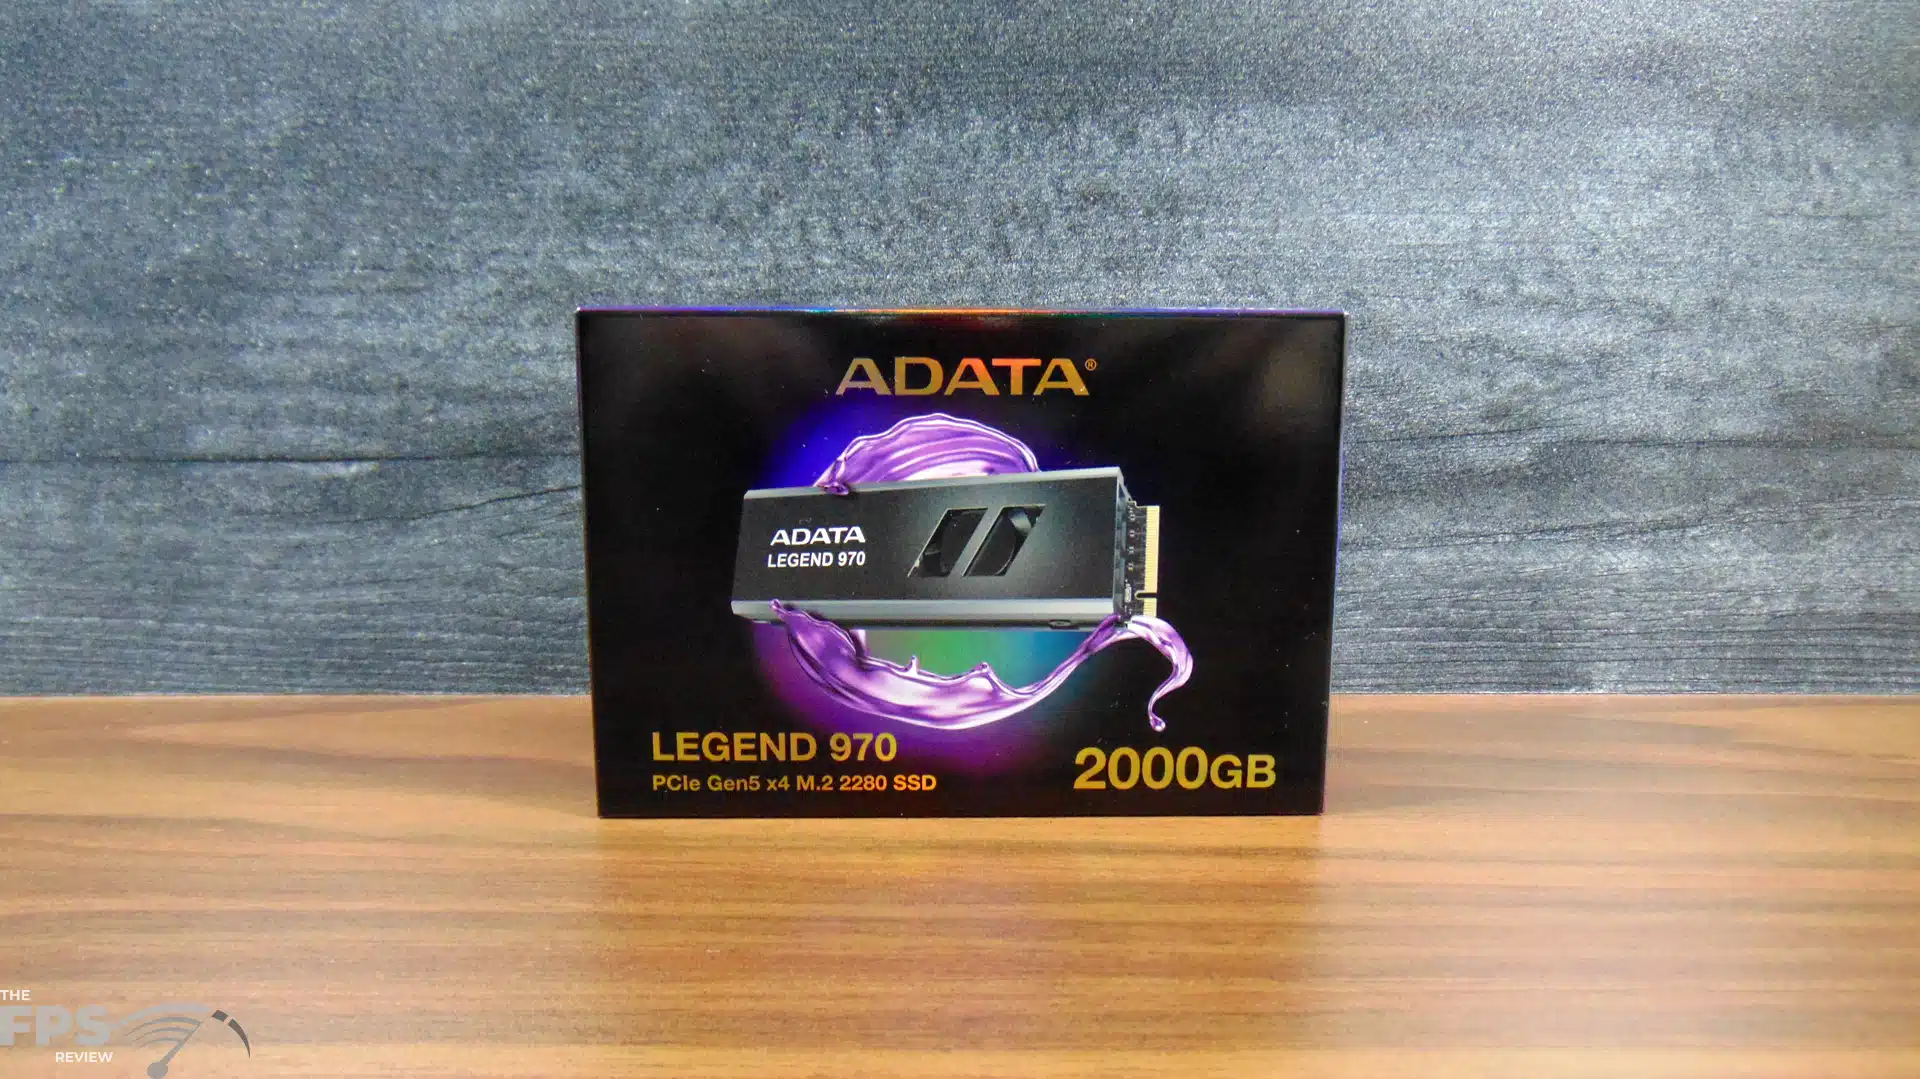 ADATA®
ADATA
LEGEND 970
LEGEND 970
PCIe Gen5 x4 M.2 2280 SSD
2000GB
THE
FPS
REVIEW